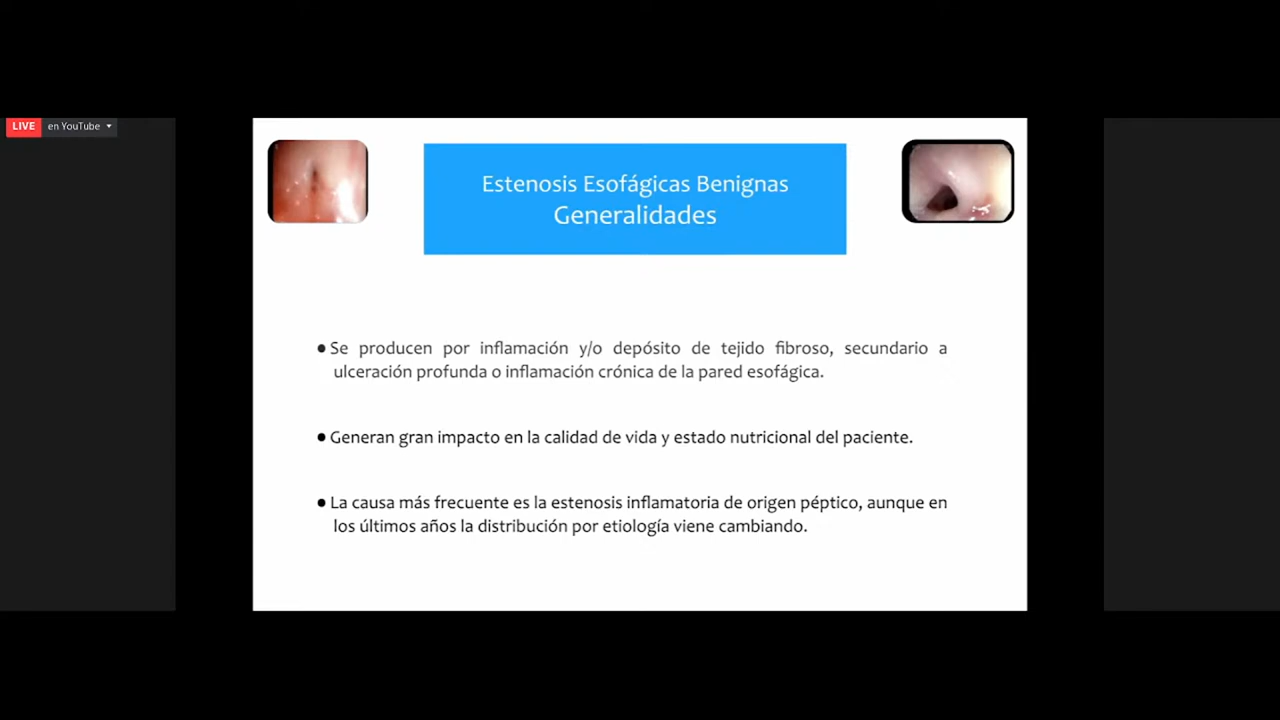 LIVE en YouTube
Estenosis Esofágicas Benignas
Generalidades
● Se producen por inflamación y/o depósito de tejido fibroso, secundario a
ulceración profunda o inflamación crónica de la pared esofágica.
● Generan gran impacto en la calidad de vida y estado nutricional del paciente.
● La causa más frecuente es la estenosis inflamatoria de origen péptico, aunque en
los últimos años la distribución por etiología viene cambiando.